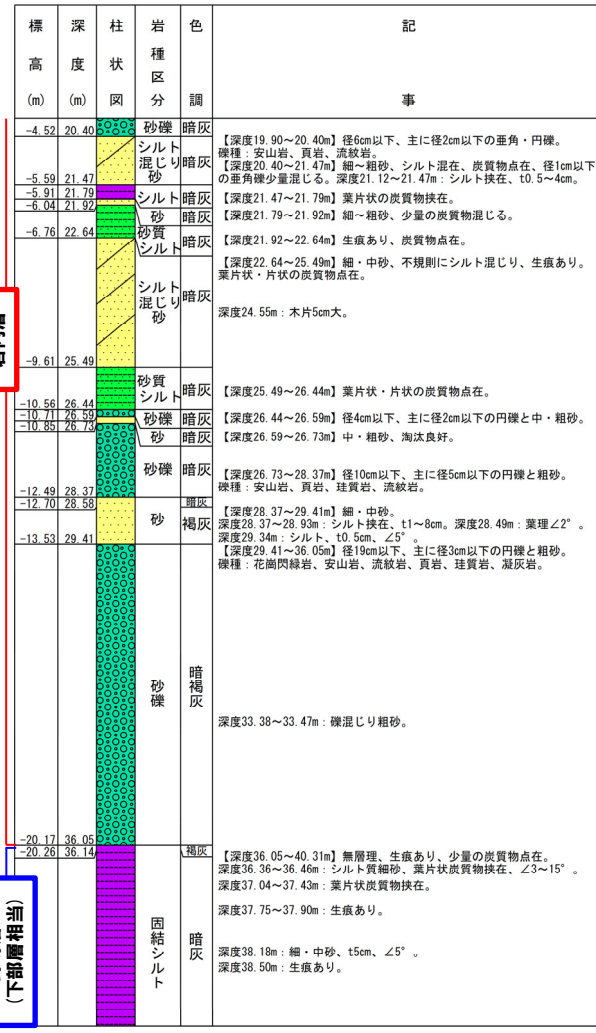 標高(m) 深度(m) 柱状図 岩種区分 色調 記事
-4.52 20.40 砂礫 暗灰
【深度19.90～20.40m】径6cm以下、主に径2cm以下の亜角・円礫。
礫種：安山岩、頁岩、流紋岩。
-5.59 21.47 シルト混じり砂 暗灰
【深度20.40～21.47m】細～粗砂、シルト混在、炭質物点在、径1cm以下
の亜角礫少量混じる。深度21.12～21.47m：シルト挟在、t0.5～4cm。
-5.91 21.79 シルト 暗灰
【深度21.47～21.79m】葉片状の炭質物挟在。
-6.04 21.92 砂 暗灰
【深度21.79～21.92m】細～粗砂、少量の炭質物混じる。
-6.76 22.64 砂質シルト 暗灰
【深度21.92～22.64m】生痕あり、炭質物点在。
-9.61 25.49 シルト混じり砂 暗灰
【深度22.64～25.49m】細・中砂、不規則にシルト混じり、生痕あり。
葉片状・片状の炭質物点在。
深度24.55m：木片5cm大。
-10.56 26.44 砂質シルト 暗灰
【深度25.49～26.44m】葉片状・片状の炭質物点在。
-10.71 26.59 砂礫 暗灰
【深度26.44～26.59m】径4cm以下、主に径2cm以下の円礫と中・粗砂。
-10.85 26.73 砂 暗灰
【深度26.59～26.73m】中・粗砂、淘汰良好。
-12.49 28.37 砂礫 暗灰
【深度26.73～28.37m】径10cm以下、主に径5cm以下の円礫と粗砂。
礫種：安山岩、頁岩、珪質岩、流紋岩。
-12.70 28.58 暗灰
-13.53 29.41 砂 褐灰
【深度28.37～29.41m】細・中砂。
深度28.37～28.93m：シルト挟在、t1～8cm。深度28.49m：葉理∠2°。
深度29.34m：シルト、t0.5cm、∠5°。
-20.17 36.05 砂礫 暗褐灰
【深度29.41～36.05m】径19cm以下、主に径3cm以下の円礫と粗砂。
礫種：花崗閃緑岩、安山岩、流紋岩、頁岩、珪質岩、凝灰岩。
深度33.38～33.47m：礫混じり粗砂。
-20.26 36.14 褐灰
固結シルト 暗灰
【深度36.05～40.31m】無層理、生痕あり、少量の炭質物点在。
深度36.36～36.46m：シルト質細砂、葉片状炭質物挟在、∠3～15°。
深度37.04～37.43m：葉片状炭質物挟在。
深度37.75～37.90m：生痕あり。
深度38.18m：細・中砂、t5cm、∠5°。
深度38.50m：生痕あり。
(下部層相当)